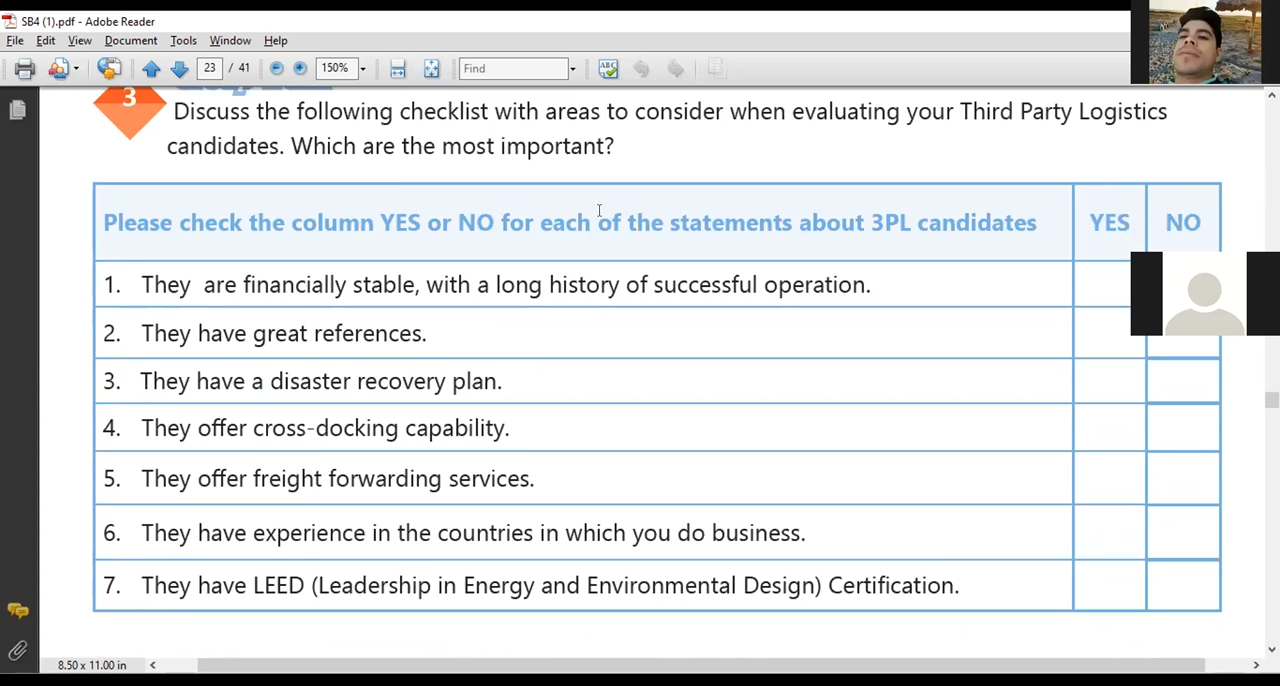 SB4 (1).pdf - Adobe Reader
File Edit View Document Tools Window Help
23 / 41 150% Find
3
Discuss the following checklist with areas to consider when evaluating your Third Party Logistics
candidates. Which are the most important?
Please check the column YES or NO for each of the statements about 3PL candidates YES NO
1. They are financially stable, with a long history of successful operation.
2. They have great references.
3. They have a disaster recovery plan.
4. They offer cross-docking capability.
5. They offer freight forwarding services.
6. They have experience in the countries in which you do business.
7. They have LEED (Leadership in Energy and Environmental Design) Certification.
8.50 x 11.00 in